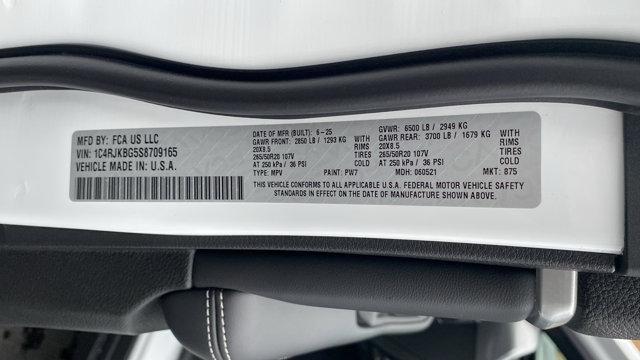 MFD BY: FCA US LLC
VIN: 1C4RJKBG5S8709165
VEHICLE MADE IN: U.S.A.
DATE OF MFR (BUILT): 6-25 GVWR: 6500 LB / 2949 KG
GAWR FRONT: 2850 LB / 1293 KG WITH GAWR REAR: 3700 LB / 1679 KG WITH
20X8.5 RIMS 20X8.5 RIMS
265/50R20 107V TIRES 265/50R20 107V TIRES
AT 250 kPa / 36 PSI COLD AT 250 kPa / 36 PSI COLD
TYPE: MPV PAINT: PW7 MDH: 060521 MKT: 875
THIS VEHICLE CONFORMS TO ALL APPLICABLE U.S.A. FEDERAL MOTOR VEHICLE SAFETY
STANDARDS IN EFFECT ON THE DATE OF MANUFACTURE SHOWN ABOVE.